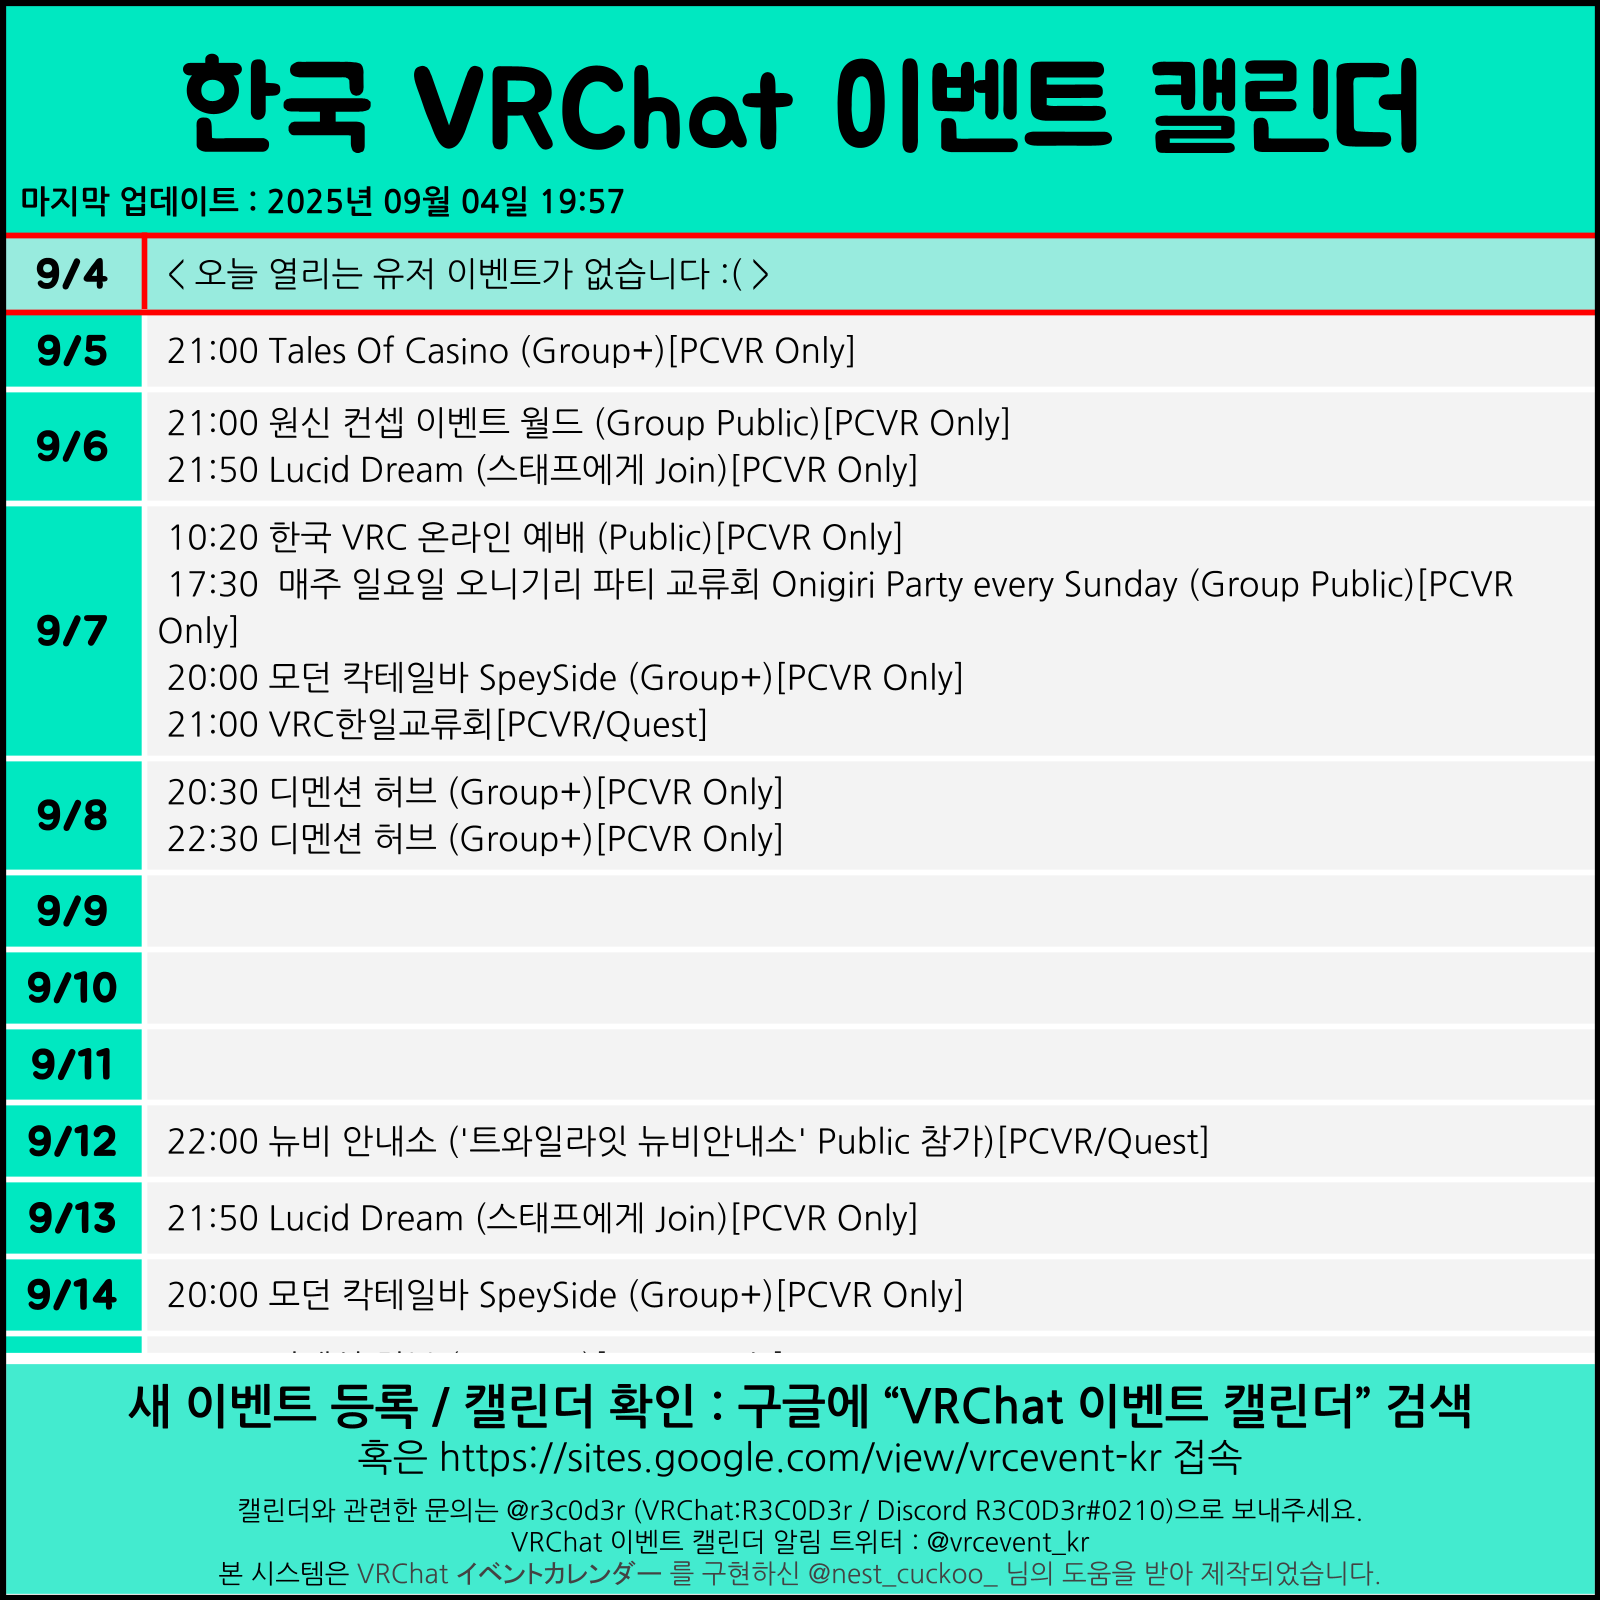 한국 VRChat 이벤트 캘린더
마지막 업데이트 : 2025년 09월 04일 19:57
9/4
< 오늘 열리는 유저 이벤트가 없습니다 :( >
9/5
21:00 Tales Of Casino (Group+)[PCVR Only]
9/6
21:00 원신 컨셉 이벤트 월드 (Group Public)[PCVR Only]
21:50 Lucid Dream (스태프에게 Join)[PCVR Only]
9/7
10:20 한국 VRC 온라인 예배 (Public)[PCVR Only]
17:30 매주 일요일 오니기리 파티 교류회 Onigiri Party every Sunday (Group Public)[PCVR
Only]
20:00 모던 칵테일바 SpeySide (Group+)[PCVR Only]
21:00 VRC한일교류회[PCVR/Quest]
9/8
20:30 디멘션 허브 (Group+)[PCVR Only]
22:30 디멘션 허브 (Group+)[PCVR Only]
9/9
9/10
9/11
9/12
22:00 뉴비 안내소 ('트와일라잇 뉴비안내소' Public 참가)[PCVR/Quest]
9/13
21:50 Lucid Dream (스태프에게 Join)[PCVR Only]
9/14
20:00 모던 칵테일바 SpeySide (Group+)[PCVR Only]
새 이벤트 등록 / 캘린더 확인 : 구글에 “VRChat 이벤트 캘린더” 검색
혹은 https://sites.google.com/view/vrcevent-kr 접속
캘린더와 관련한 문의는 @r3c0d3r (VRChat:R3C0D3r / Discord R3C0D3r#0210)으로 보내주세요.
VRChat 이벤트 캘린더 알림 트위터 : @vrcevent_kr
본 시스템은 VRChat イベントカレンダー 를 구현하신 @nest_cuckoo_ 님의 도움을 받아 제작되었습니다.